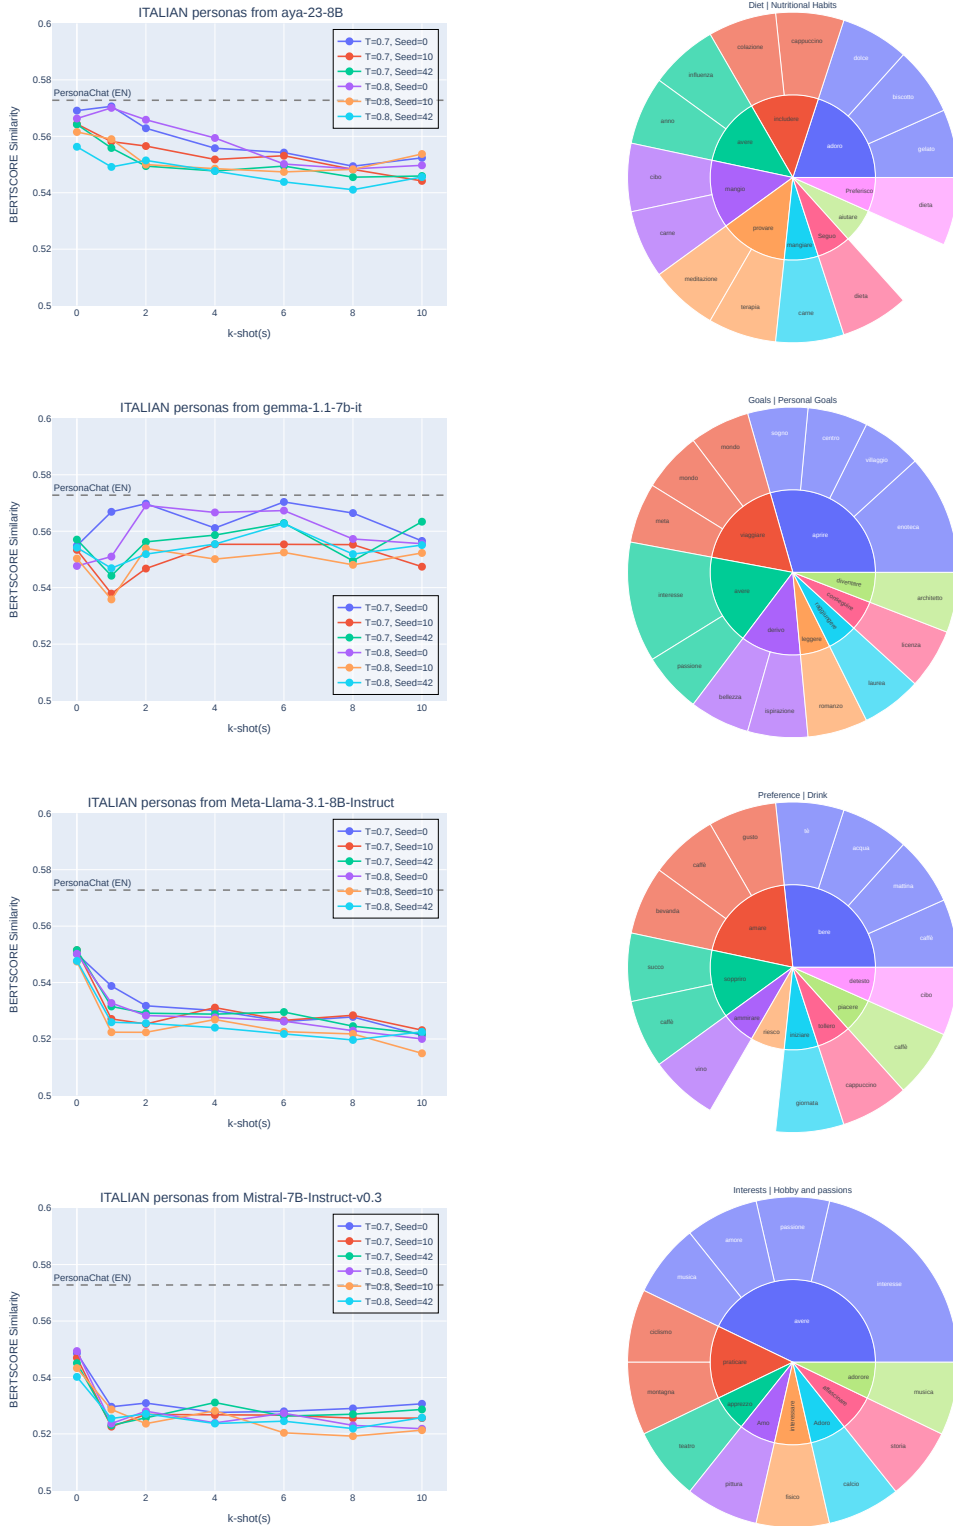 ITALIAN personas from aya-23-8B
BERTSCORE Similarity
0.6
0.58
0.56
0.54
0.52
0.5
PersonaChat (EN)
T=0.7, Seed=0
T=0.7, Seed=10
T=0.7, Seed=42
T=0.8, Seed=0
T=0.8, Seed=10
T=0.8, Seed=42
0 2 4 6 8 10
k-shot(s)
Diet | Nutritional Habits
adoro
dolce
biscotto
gelato
includere
cappuccino
colazione
avere
influenza
anno
mangio
cibo
carne
provare
meditazione
terapia
mangiare
carne
Seguo
dieta
aiutare
Preferisco
dieta
ITALIAN personas from gemma-1.1-7b-it
BERTSCORE Similarity
0.6
0.58
0.56
0.54
0.52
0.5
PersonaChat (EN)
T=0.7, Seed=0
T=0.7, Seed=10
T=0.7, Seed=42
T=0.8, Seed=0
T=0.8, Seed=10
T=0.8, Seed=42
0 2 4 6 8 10
k-shot(s)
Goals | Personal Goals
aprire
sogno
centro
villaggio
enoteca
viaggiare
mondo
mondo
meta
avere
interesse
passione
derivo
bellezza
ispirazione
leggere
romanzo
raggiungere
laurea
conseguire
licenza
diventare
architetto
ITALIAN personas from Meta-Llama-3.1-8B-Instruct
BERTSCORE Similarity
0.6
0.58
0.56
0.54
0.52
0.5
PersonaChat (EN)
T=0.7, Seed=0
T=0.7, Seed=10
T=0.7, Seed=42
T=0.8, Seed=0
T=0.8, Seed=10
T=0.8, Seed=42
0 2 4 6 8 10
k-shot(s)
Preference | Drink
bere
tè
acqua
mattina
caffè
amare
gusto
caffè
bevanda
sopprino
succo
caffè
ammirare
vino
riesco
iniziare
giornata
tollero
cappuccino
piacere
caffè
detesto
cibo
ITALIAN personas from Mistral-7B-Instruct-v0.3
BERTSCORE Similarity
0.6
0.58
0.56
0.54
0.52
0.5
PersonaChat (EN)
T=0.7, Seed=0
T=0.7, Seed=10
T=0.7, Seed=42
T=0.8, Seed=0
T=0.8, Seed=10
T=0.8, Seed=42
0 2 4 6 8 10
k-shot(s)
Interests | Hobby and passions
avere
musica
amore
passione
interesse
praticare
ciclismo
montagna
apprezzo
teatro
Amo
pittura
interessare
fisico
Adoro
calcio
affascinare
storia
adorore
musica